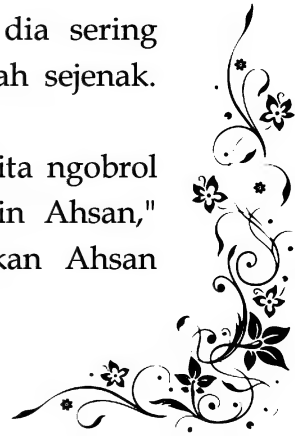 dia sering
ah sejenak.
ita ngobrol
in Ahsan,"
kan Ahsan